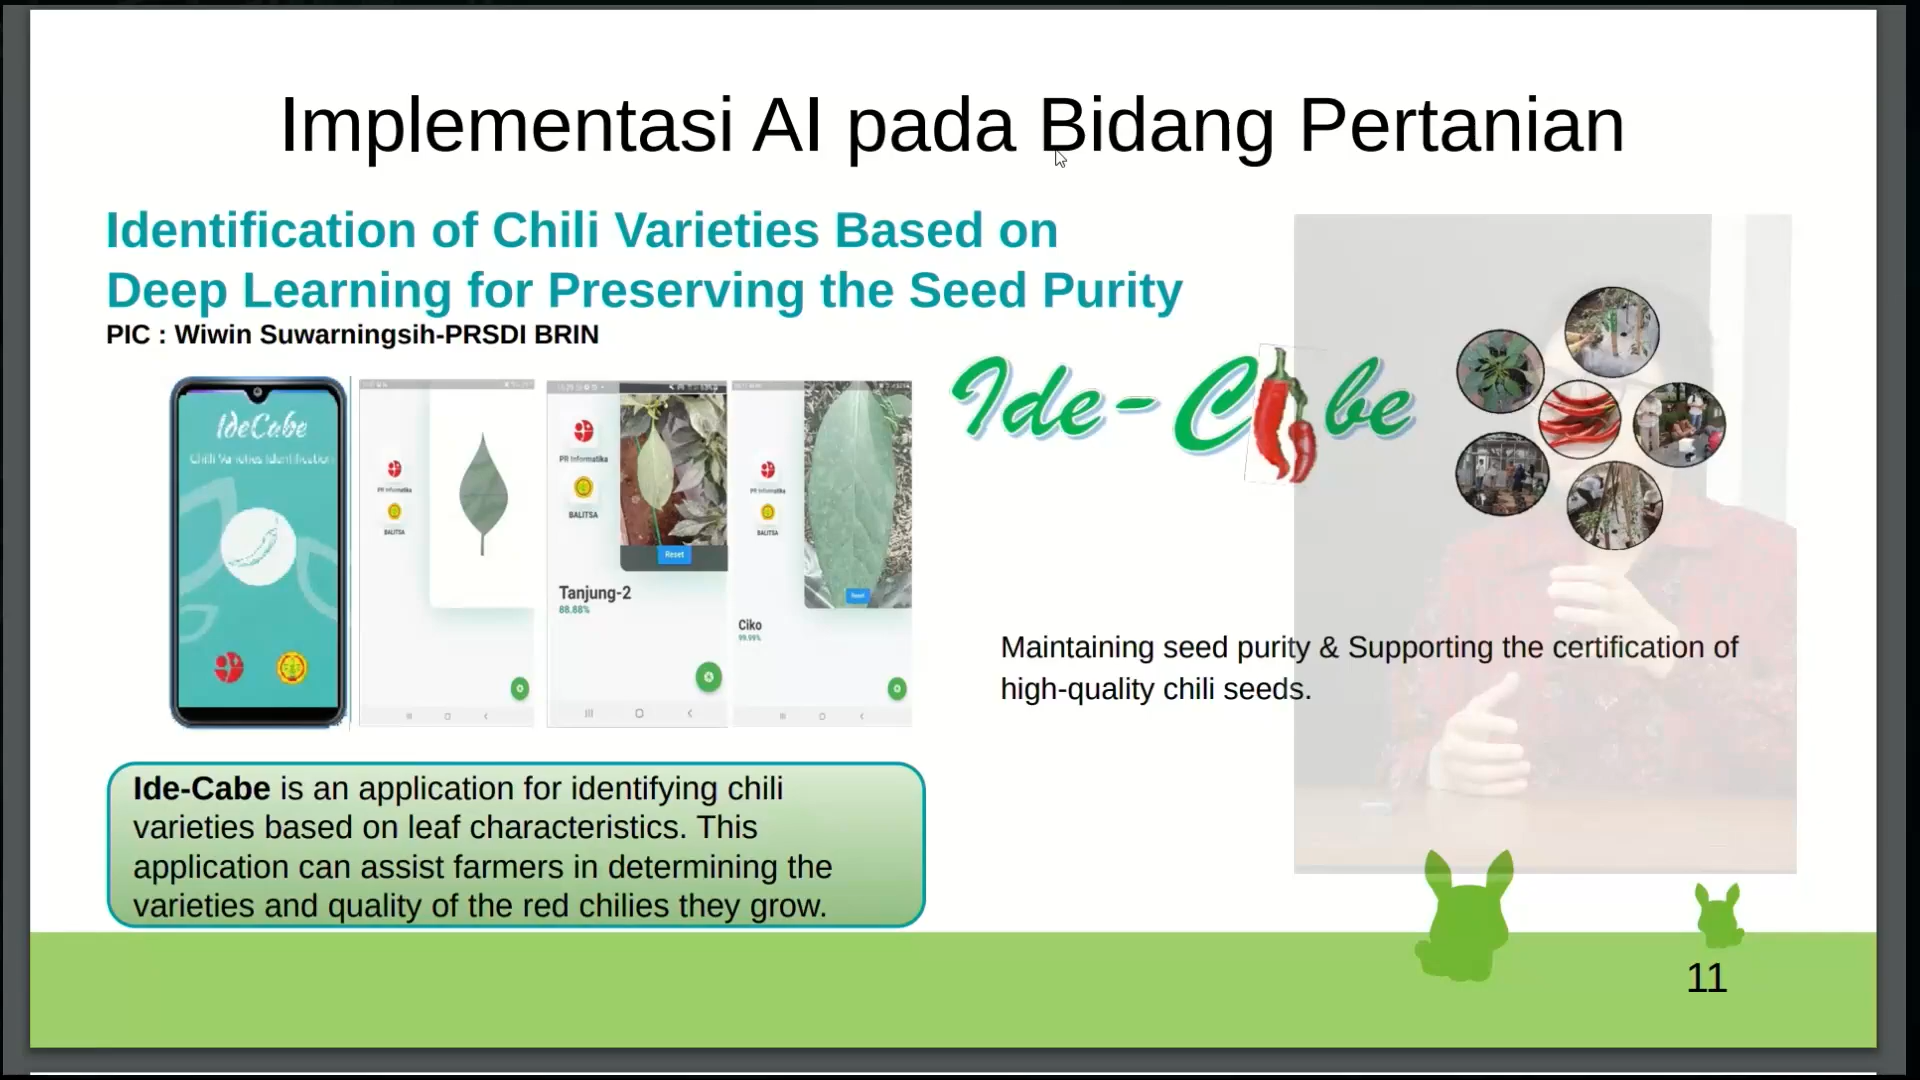 Implementasi AI pada Bidang Pertanian
Identification of Chili Varieties Based on
Deep Learning for Preserving the Seed Purity
PIC : Wiwin Suwarningsih-PRSDI BRIN
IdeCabe
Chili Varieties Identification
PR Informatika
BALITSA
PR Informatika
BALITSA
Reset
Tanjung-2
88.88%
PR Informatika
BALITSA
Reset
Ciko
99.99%
Ide-Cabe
Maintaining seed purity & Supporting the certification of
high-quality chili seeds.
Ide-Cabe is an application for identifying chili
varieties based on leaf characteristics. This
application can assist farmers in determining the
varieties and quality of the red chilies they grow.
11